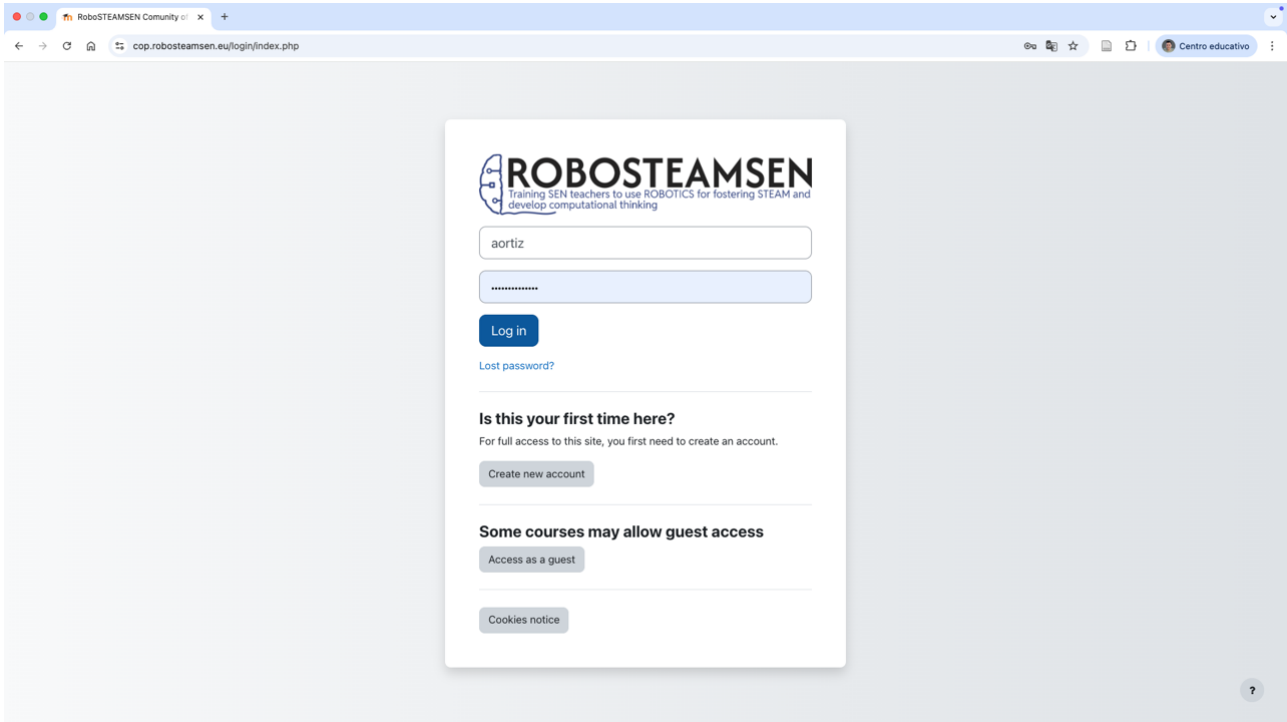 RoboSTEAMSEN Comunity of
cop.robosteamsen.eu/login/index.php
Centro educativo
ROBOSTEAMSEN
Training SEN teachers to use ROBOTICS for fostering STEAM and
develop computational thinking
aortiz
••••••••••••••
Log in
Lost password?
Is this your first time here?
For full access to this site, you first need to create an account.
Create new account
Some courses may allow guest access
Access as a guest
Cookies notice
?